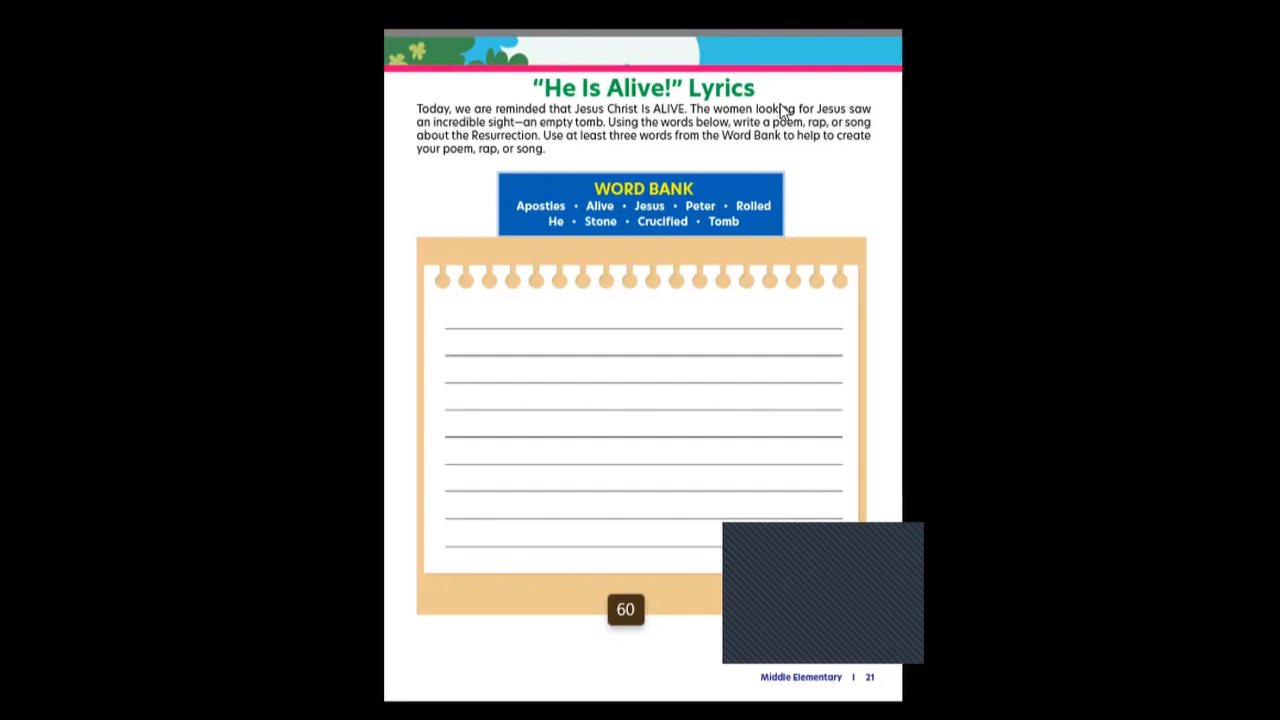 “He Is Alive!” Lyrics
Today, we are reminded that Jesus Christ Is ALIVE. The women looking for Jesus saw
an incredible sight—an empty tomb. Using the words below, write a poem, rap, or song
about the Resurrection. Use at least three words from the Word Bank to help to create
your poem, rap, or song.
WORD BANK
Apostles • Alive • Jesus • Peter • Rolled
He • Stone • Crucified • Tomb
60
Middle Elementary | 21